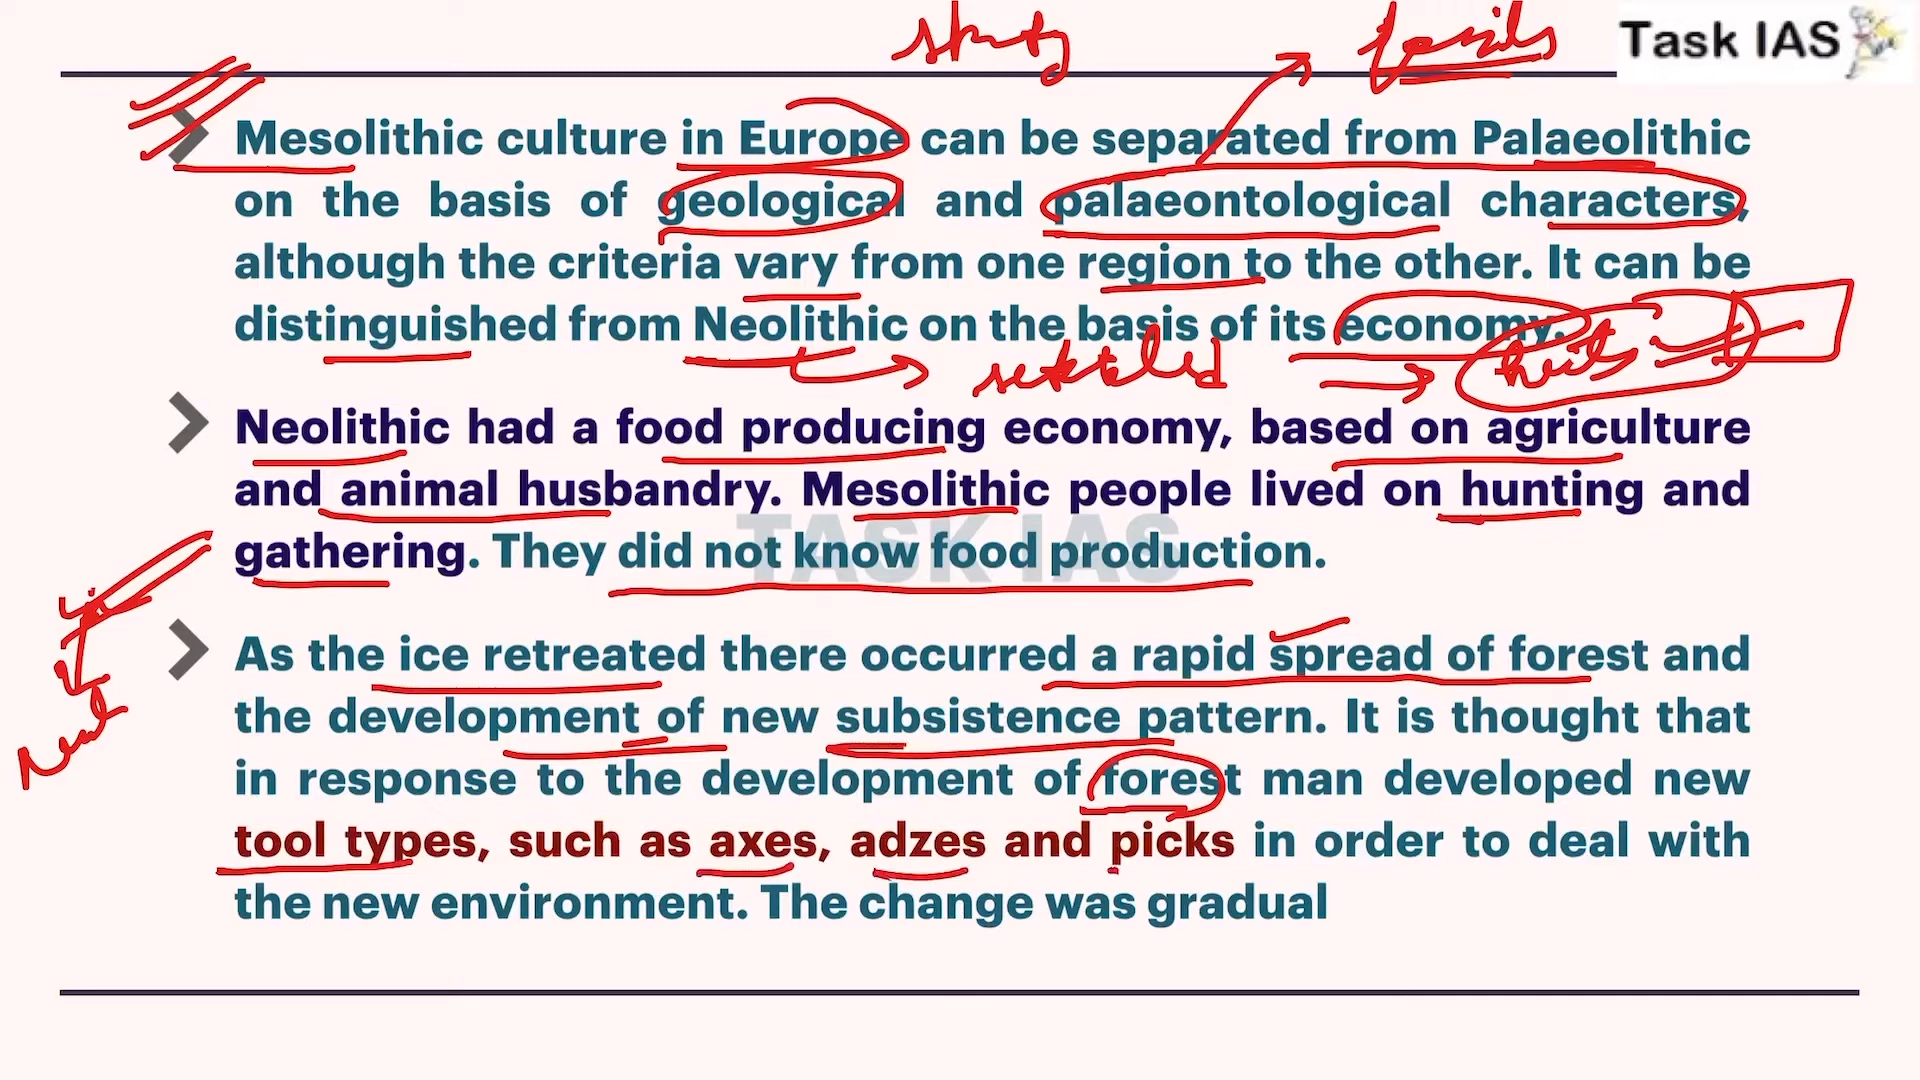 study fossils Task IAS
Mesolithic culture in Europe can be separated from Palaeolithic
on the basis of geological and palaeontological characters,
although the criteria vary from one region to the other. It can be
distinguished from Neolithic on the basis of its economy.
settled
Neolithic had a food producing economy, based on agriculture
and animal husbandry. Mesolithic people lived on hunting and
gathering. They did not know food production.
TASK IAS
As the ice retreated there occurred a rapid spread of forest and
the development of new subsistence pattern. It is thought that
in response to the development of forest man developed new
tool types, such as axes, adzes and picks in order to deal with
the new environment. The change was gradual